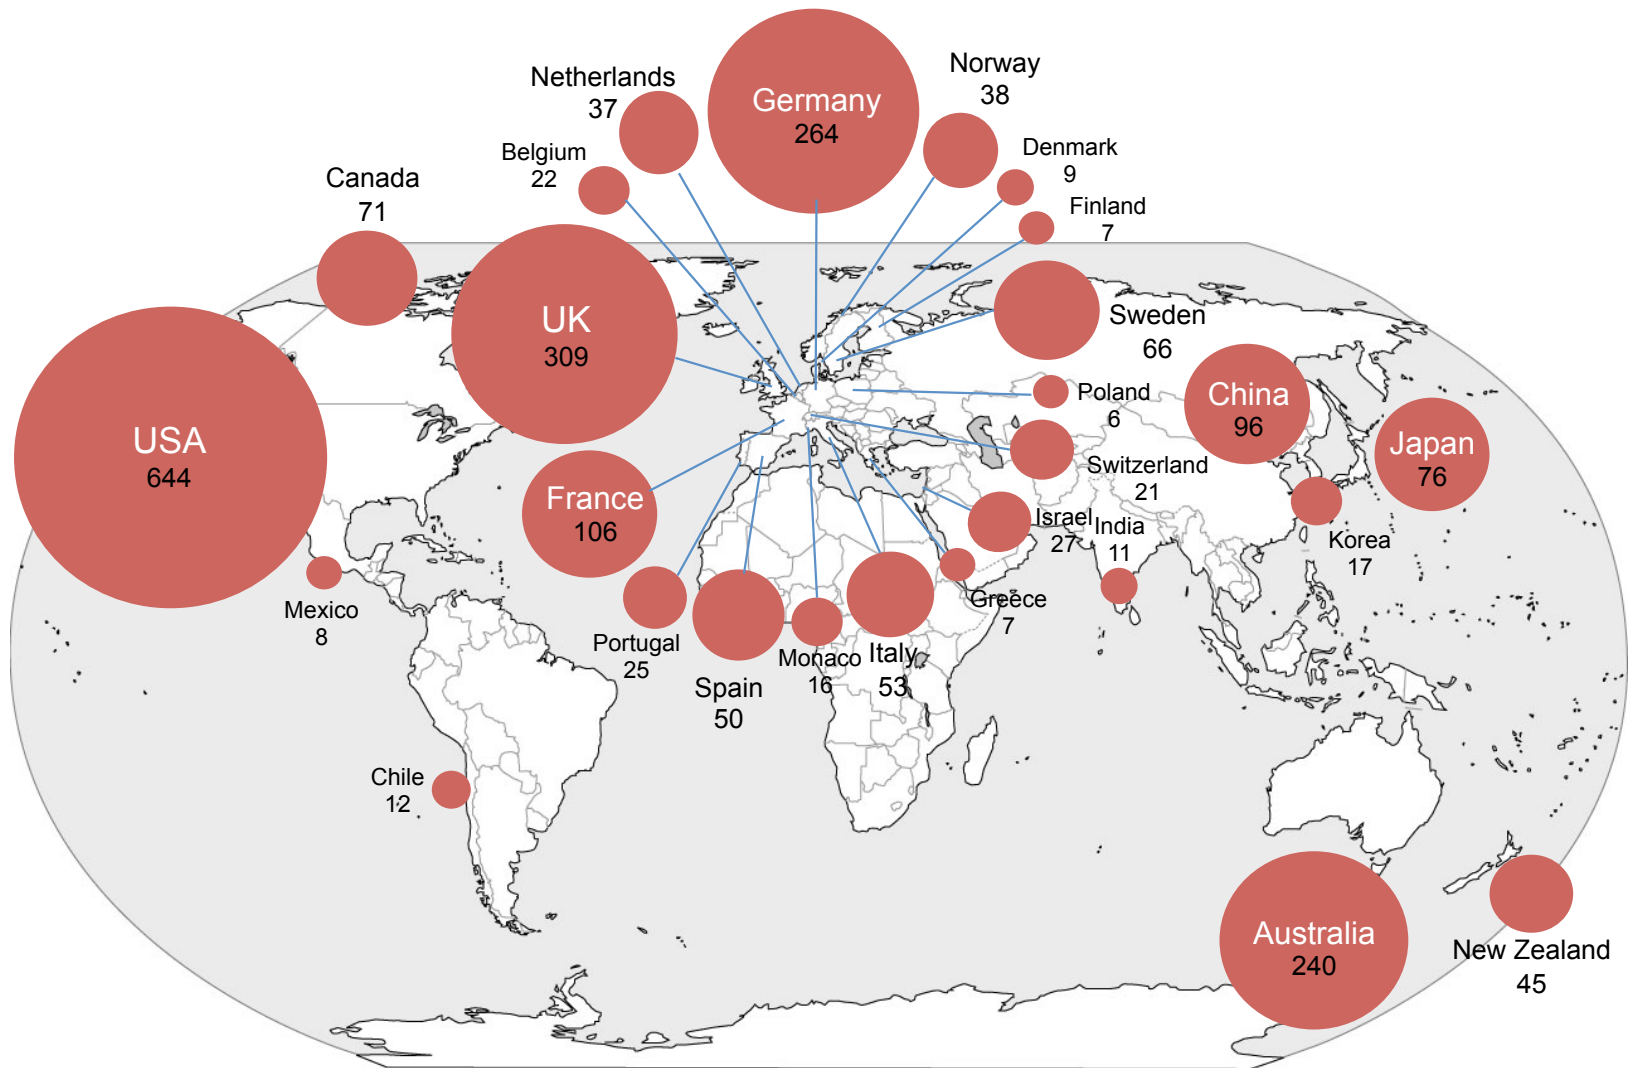 Netherlands
37
Germany
264
Norway
38
Belgium
22
Denmark
9
Canada
71
Finland
7
UK
309
Sweden
66
USA
644
Poland
6
China
96
Japan
76
Switzerland
21
France
106
Israel
27
India
11
Korea
17
Mexico
8
Greece
7
Portugal
25
Monaco
16
Italy
53
Spain
50
Chile
12
Australia
240
New Zealand
45